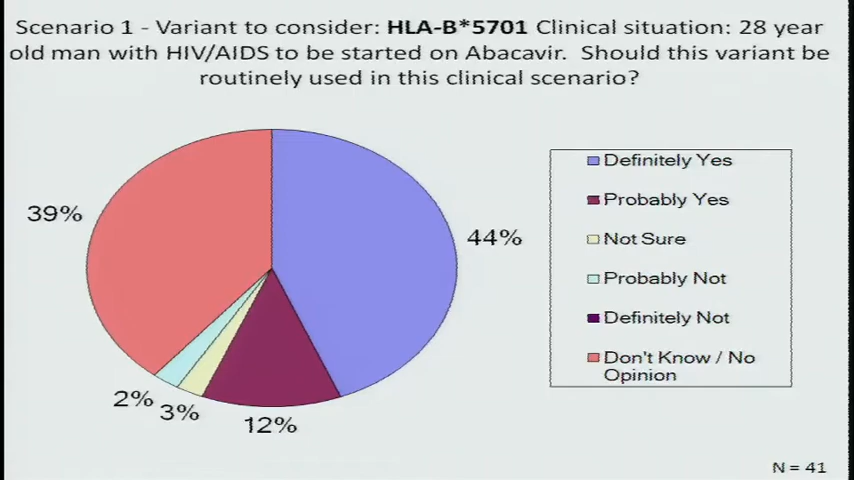 Scenario 1 - Variant to consider: HLA-B*5701 Clinical situation: 28 year
old man with HIV/AIDS to be started on Abacavir. Should this variant be
routinely used in this clinical scenario?
39%
44%
2%
3%
12%
Definitely Yes
Probably Yes
Not Sure
Probably Not
Definitely Not
Don't Know / No
Opinion
N = 41